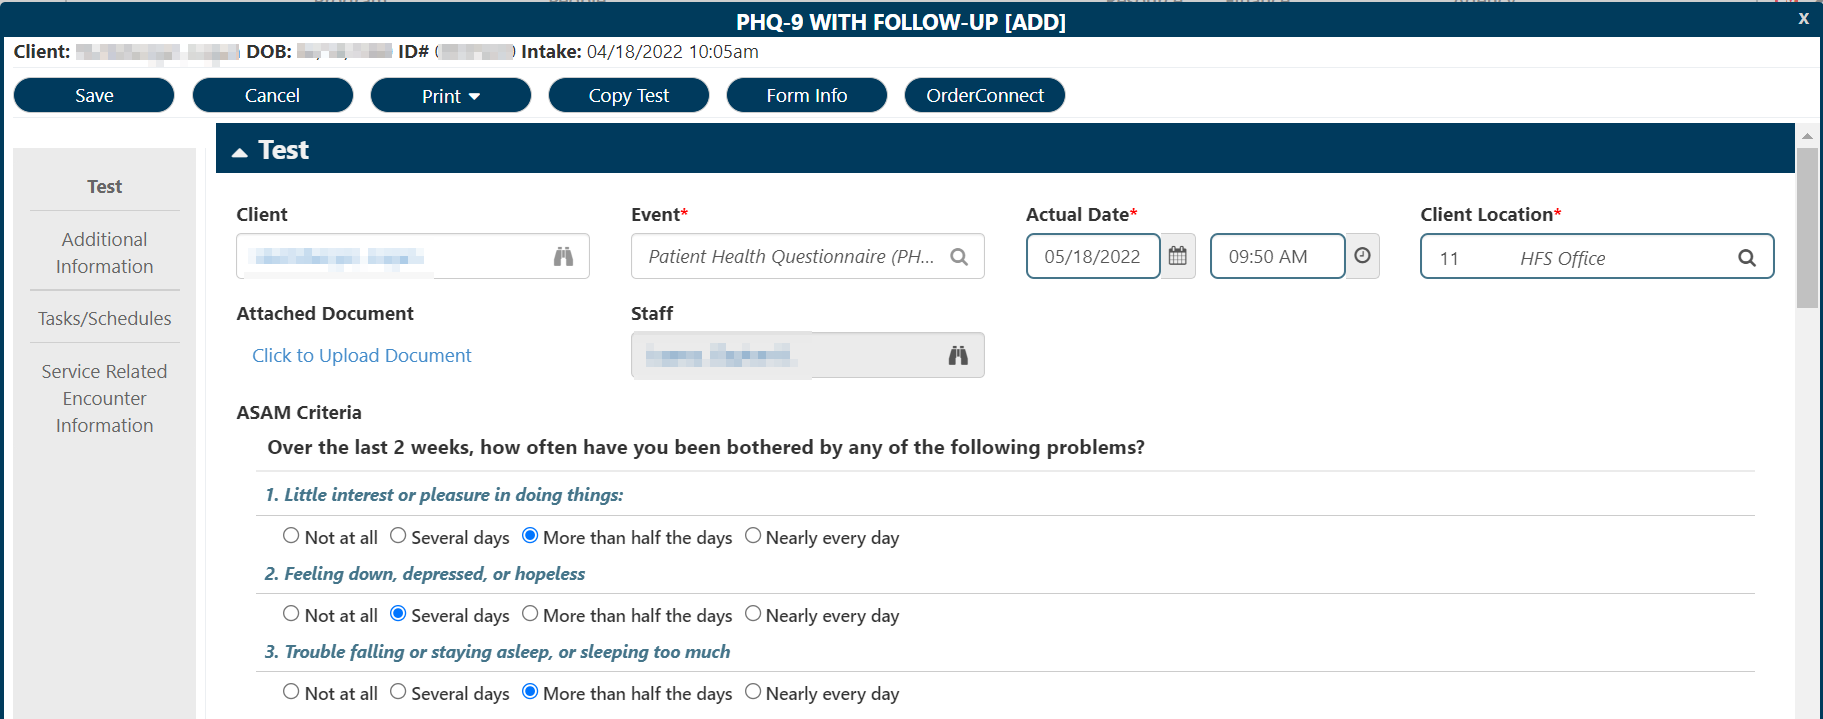 PHQ-9 WITH FOLLOW-UP [ADD]
X
Client: DOB: ID# ( ) Intake: 04/18/2022 10:05am
Save Cancel Print Copy Test Form Info OrderConnect
Test
Test
Additional
Information
Tasks/Schedules
Service Related
Encounter
Information
Client Event* Actual Date* Client Location*
Patient Health Questionnaire (PH... 05/18/2022 09:50 AM 11 HFS Office
Attached Document Staff
Click to Upload Document
ASAM Criteria
Over the last 2 weeks, how often have you been bothered by any of the following problems?
1. Little interest or pleasure in doing things:
Not at all Several days More than half the days Nearly every day
2. Feeling down, depressed, or hopeless
Not at all Several days More than half the days Nearly every day
3. Trouble falling or staying asleep, or sleeping too much
Not at all Several days More than half the days Nearly every day